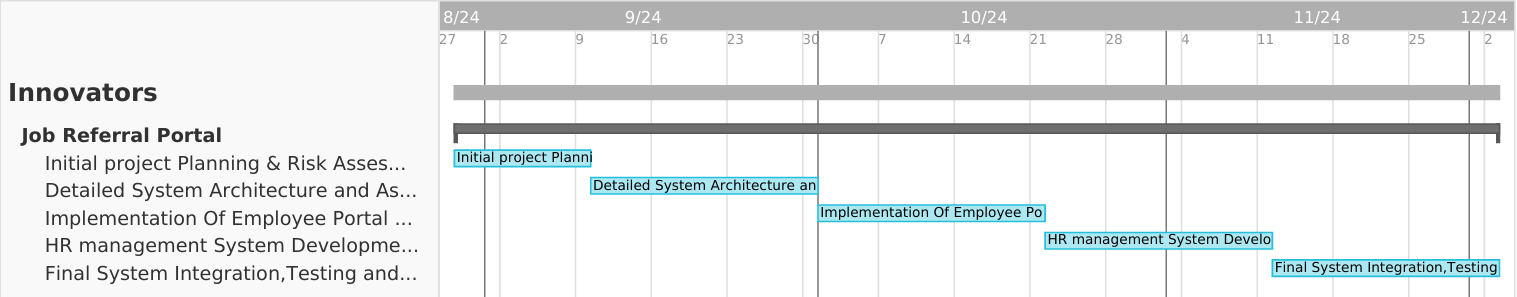 8/24 9/24 10/24 11/24 12/24
27 2 9 16 23 30 7 14 21 28 4 11 18 25 2
Innovators
Job Referral Portal
Initial project Planning & Risk Asses... Initial project Planni
Detailed System Architecture and As... Detailed System Architecture an
Implementation Of Employee Portal ... Implementation Of Employee Po
HR management System Developme... HR management System Develo
Final System Integration,Testing and... Final System Integration,Testing